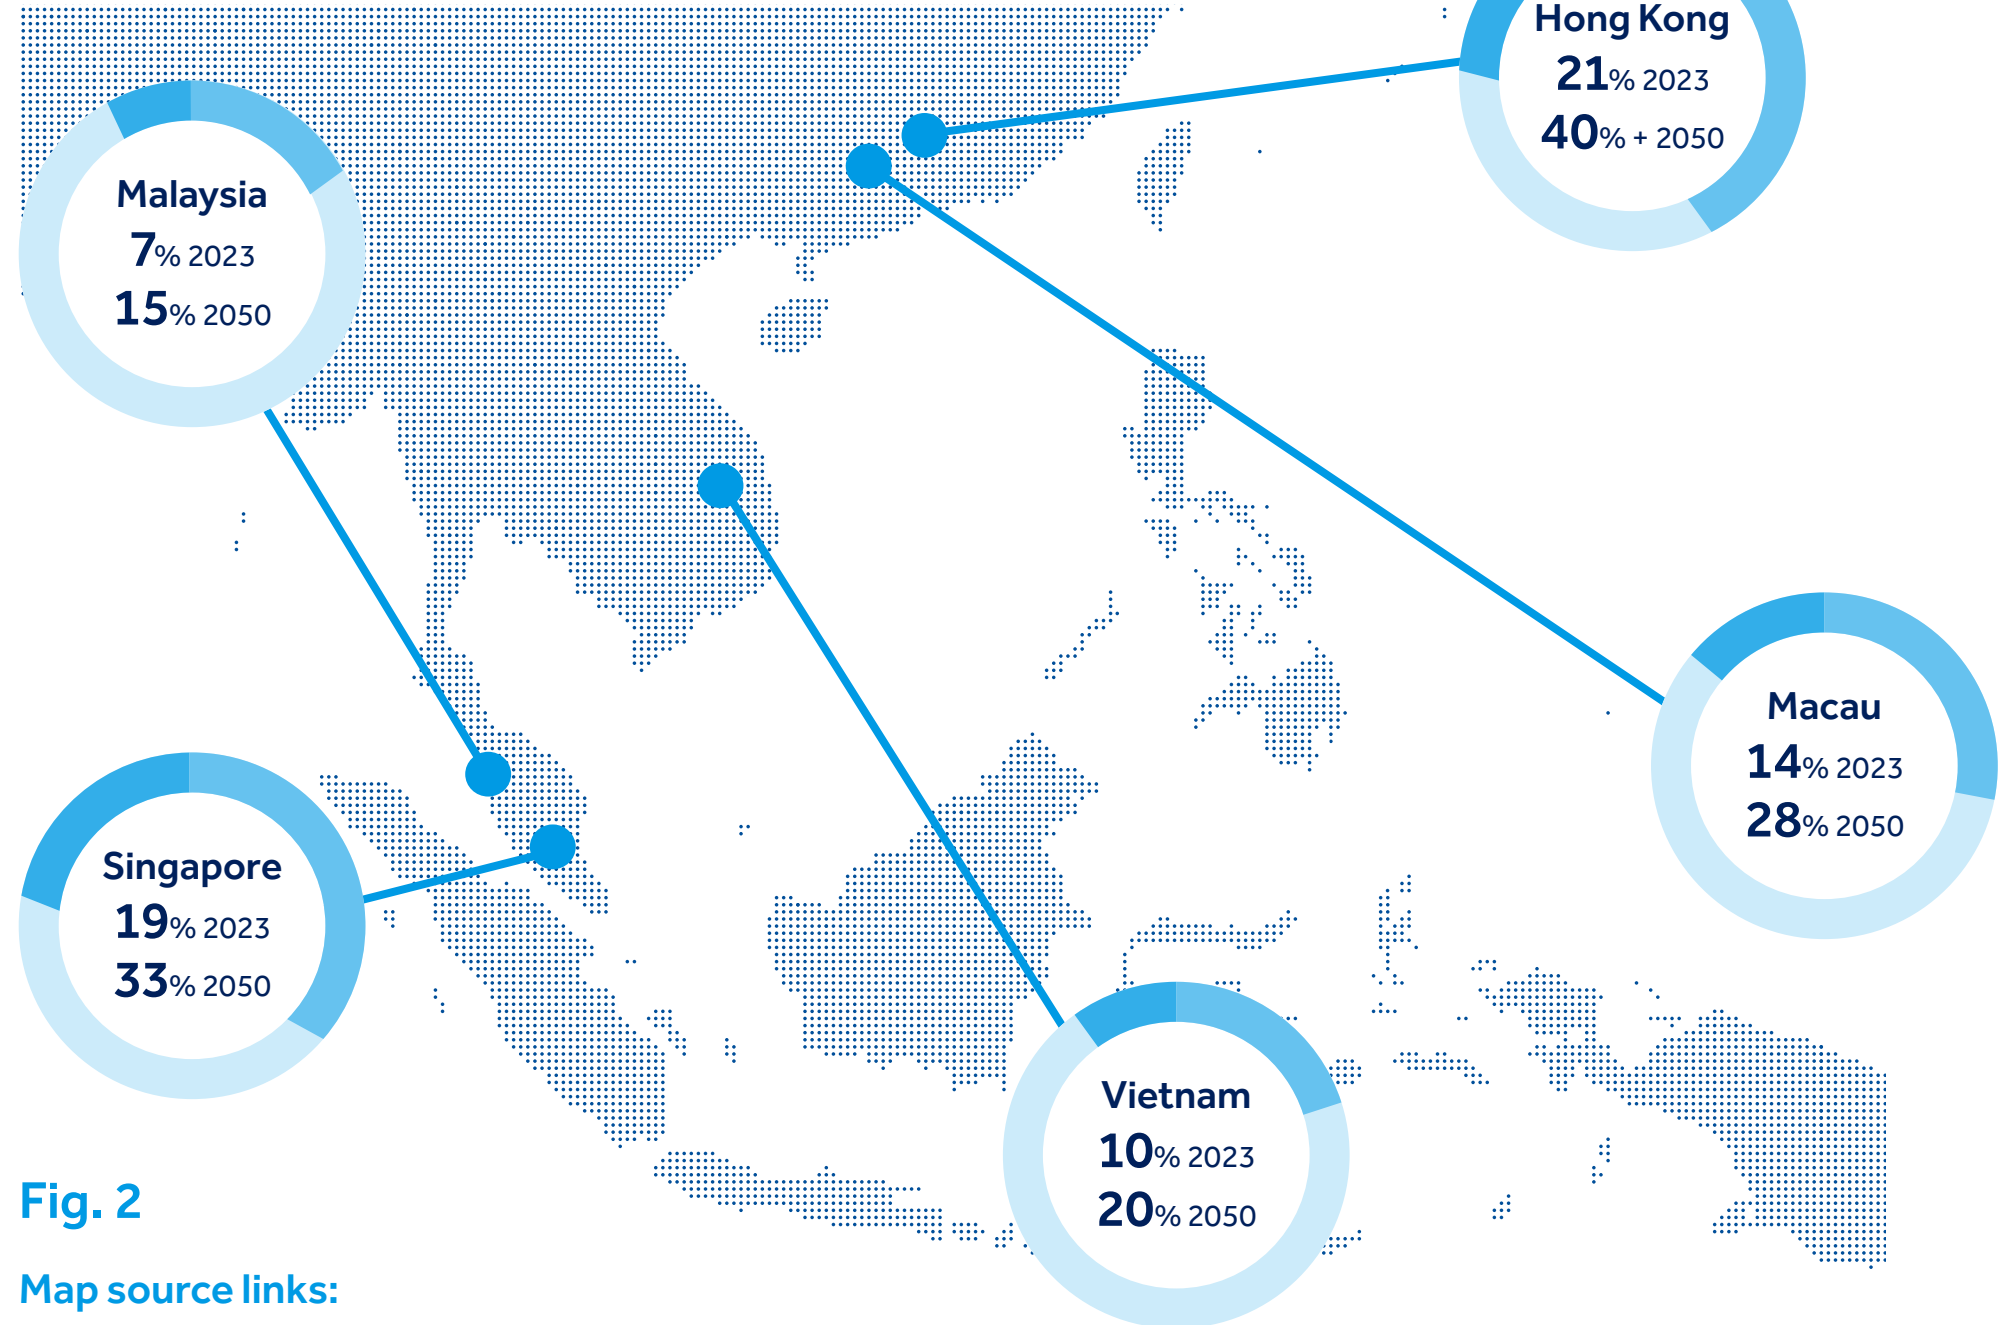 Hong Kong
21% 2023
40% + 2050
Malaysia
7% 2023
15% 2050
Macau
14% 2023
28% 2050
Singapore
19% 2023
33% 2050
Vietnam
10% 2023
20% 2050
Fig. 2
Map source links: